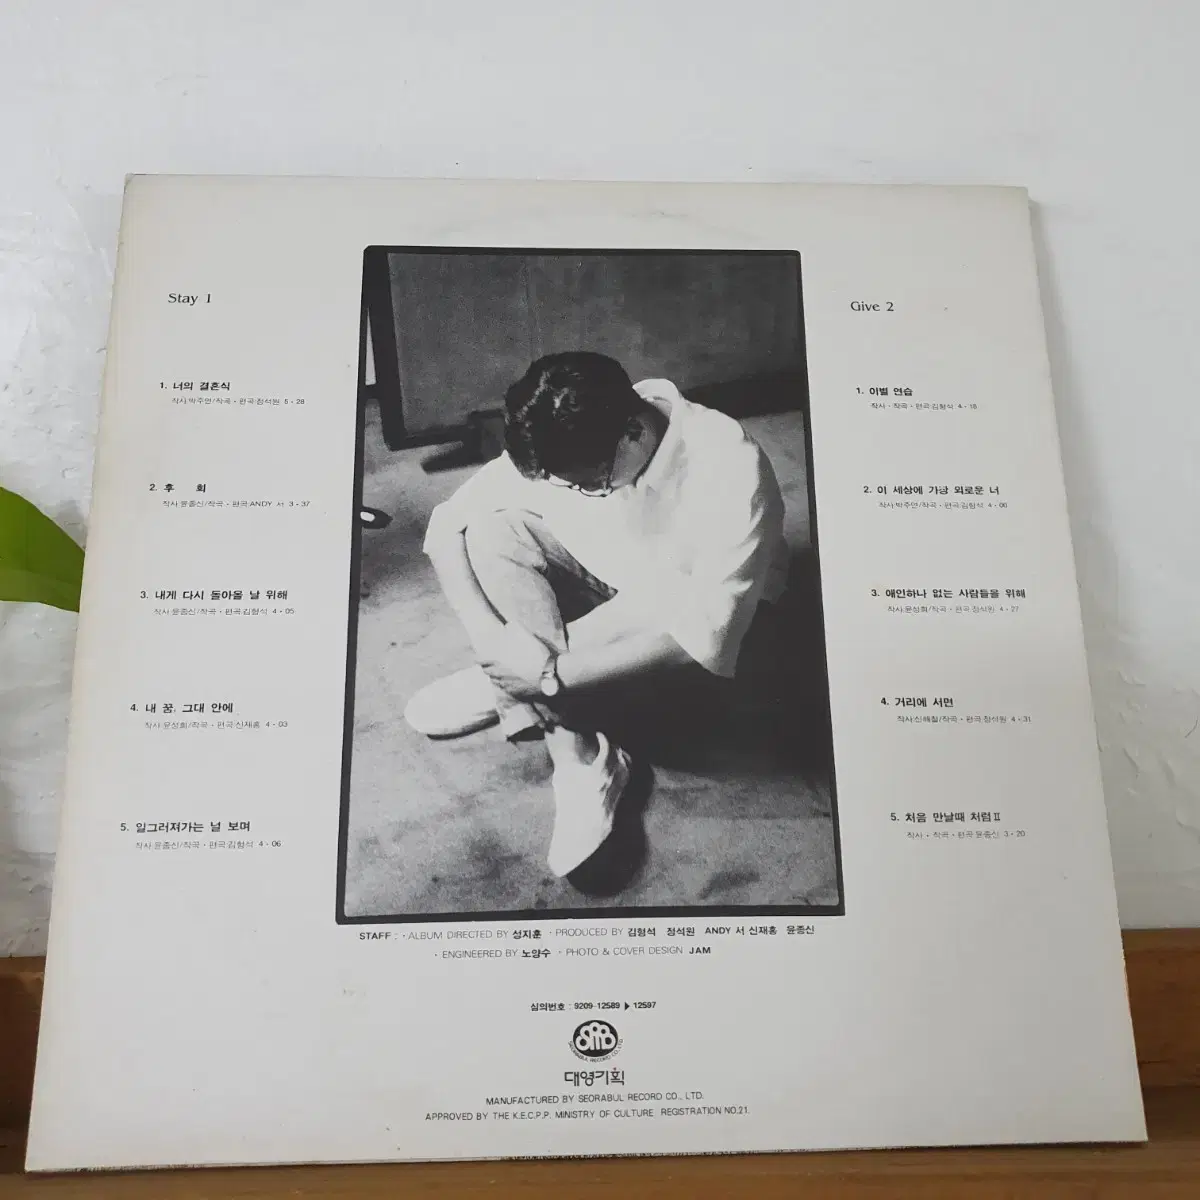 Stay 1
1. 너의 결혼식
작사:박주연/작곡·편곡:정석원 5·28
2. 후 회
작사:윤종신/작곡·편곡:ANDY 서 3·37
3. 내게 다시 돌아올 날 위해
작사:윤종신/작곡·편곡:김형석 4·05
4. 내 꿈, 그대 안에
작사:윤성희/작곡·편곡:신재홍 4·03
5. 일그러져가는 널 보며
작사:윤종신/작곡·편곡:김형석 4·06
Give 2
1. 이별 연습
작사·작곡·편곡:김형석 4·18
2. 이 세상에 가장 외로운 너
작사:박주연/작곡·편곡:김형석 4·00
3. 애인하나 없는 사람들을 위해
작사:윤성희/작곡·편곡:정석원 4·27
4. 거리에 서면
작사:신해철/작곡·편곡:정석원 4·31
5. 처음 만날때 처럼Ⅱ
작사·작곡·편곡:윤종신 3·20
STAFF : · ALBUM DIRECTED BY 성지훈 · PRODUCED BY 김형석 정석원 ANDY 서 신재홍 윤종신
· ENGINEERED BY 노양수 · PHOTO & COVER DESIGN JAM
심의번호 : 9209-12589 ▶ 12597
SRB
SEORABUL RECORD CO., LTD.
대영기획
MANUFACTURED BY SEORABUL RECORD CO., LTD.
APPROVED BY THE K.E.C.P.P. MINISTRY OF CULTURE REGISTRATION NO.21.